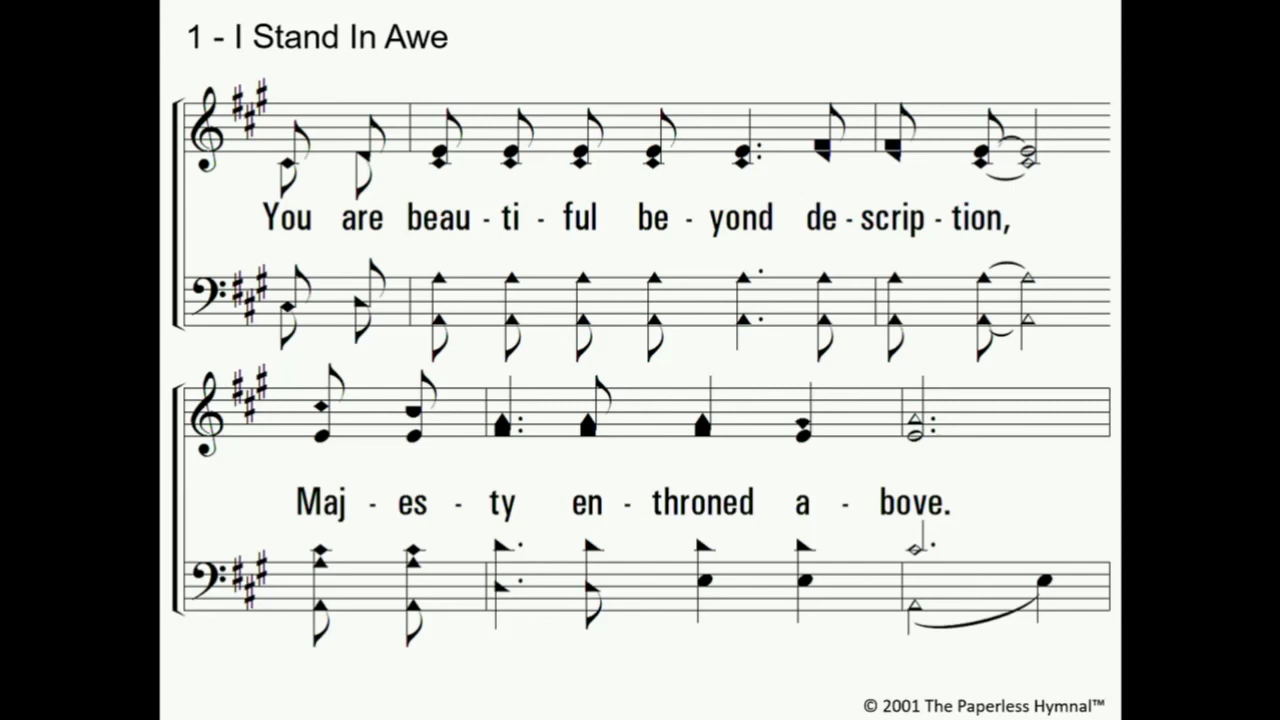 1 - I Stand In Awe
You are beau - ti - ful be - yond de - scrip - tion,
Maj - es - ty en - throned a - bove.
© 2001 The Paperless Hymnal™